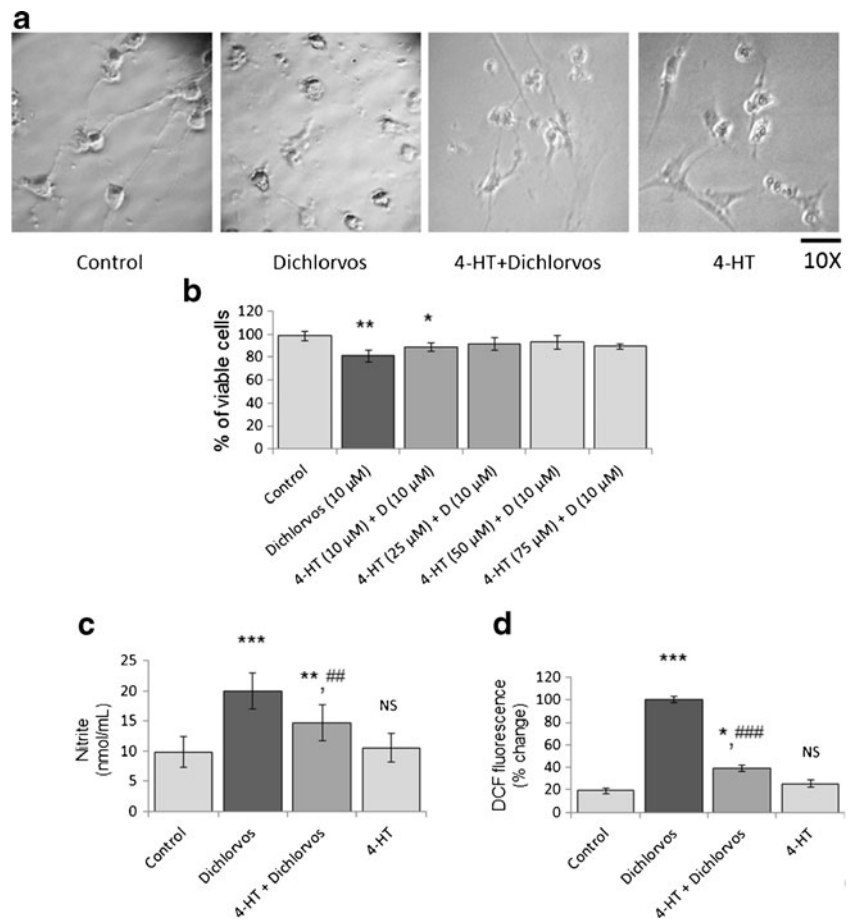 a
Control
Dichlorvos
4-HT+Dichlorvos
4-HT
10X
b
% of viable cells
120
100
80
60
40
20
0
**
*
Control
Dichlorvos (10 µM)
4-HT (10 µM) + D (10 µM)
4-HT (25 µM) + D (10 µM)
4-HT (50 µM) + D (10 µM)
4-HT (75 µM) + D (10 µM)
c
Nitrite
(nmol/mL)
25
20
15
10
5
0
***
**, ##
NS
Control
Dichlorvos
4-HT + Dichlorvos
4-HT
d
DCF fluorescence
(% change)
120
100
80
60
40
20
0
***
*, ###
NS
Control
Dichlorvos
4-HT + Dichlorvos
4-HT